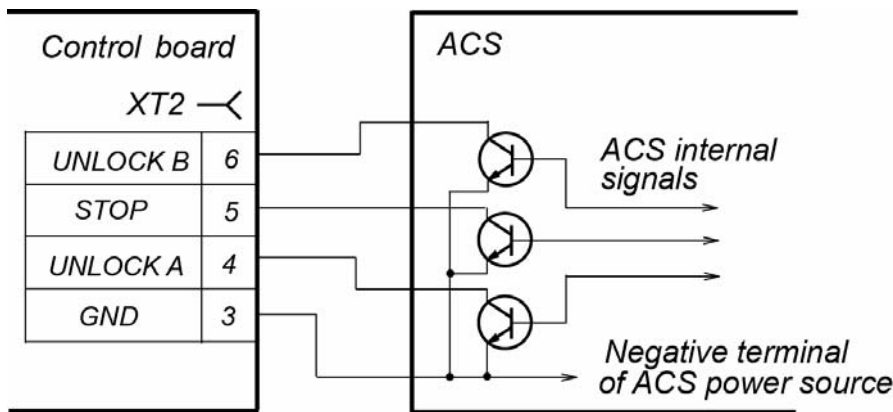 Control board
ACS
XT2
UNLOCK B 6
STOP 5
UNLOCK A 4
GND 3
ACS internal
signals
Negative terminal
of ACS power source